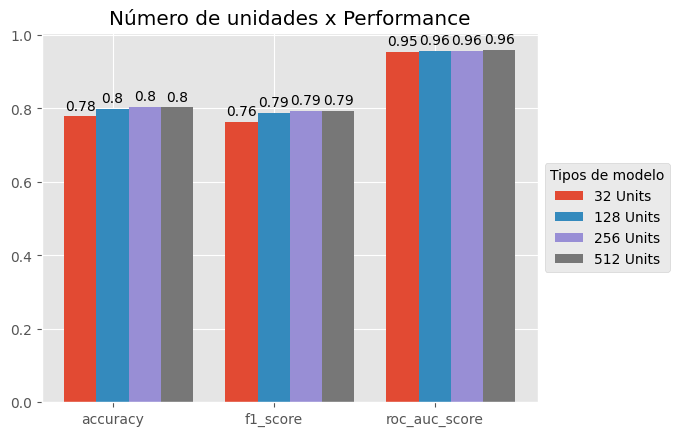 Número de unidades x Performance
1.0
0.8
0.6
0.4
0.2
0.0
0.78
0.8
0.8
0.8
0.76
0.79
0.79
0.79
0.95
0.96
0.96
0.96
accuracy
f1_score
roc_auc_score
Tipos de modelo
32 Units
128 Units
256 Units
512 Units